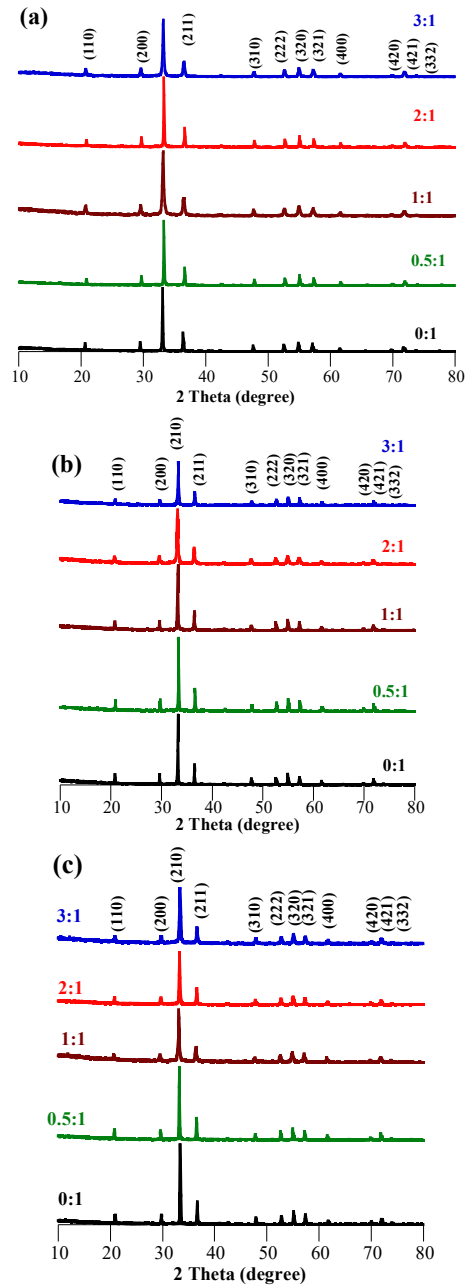 (a)
3:1
(110) (200) (211) (310) (222) (320) (321) (400) (420) (421) (332)
2:1
1:1
0.5:1
0:1
10 20 30 40 50 60 70 80
2 Theta (degree)
(b)
(210)
3:1
(110) (200) (211) (310) (222) (320) (321) (400) (420) (421) (332)
2:1
1:1
0.5:1
0:1
10 20 30 40 50 60 70 80
2 Theta (degree)
(c)
(210)
3:1
(110) (200) (211) (310) (222) (320) (321) (400) (420) (421) (332)
2:1
1:1
0.5:1
0:1
10 20 30 40 50 60 70 80
2 Theta (degree)